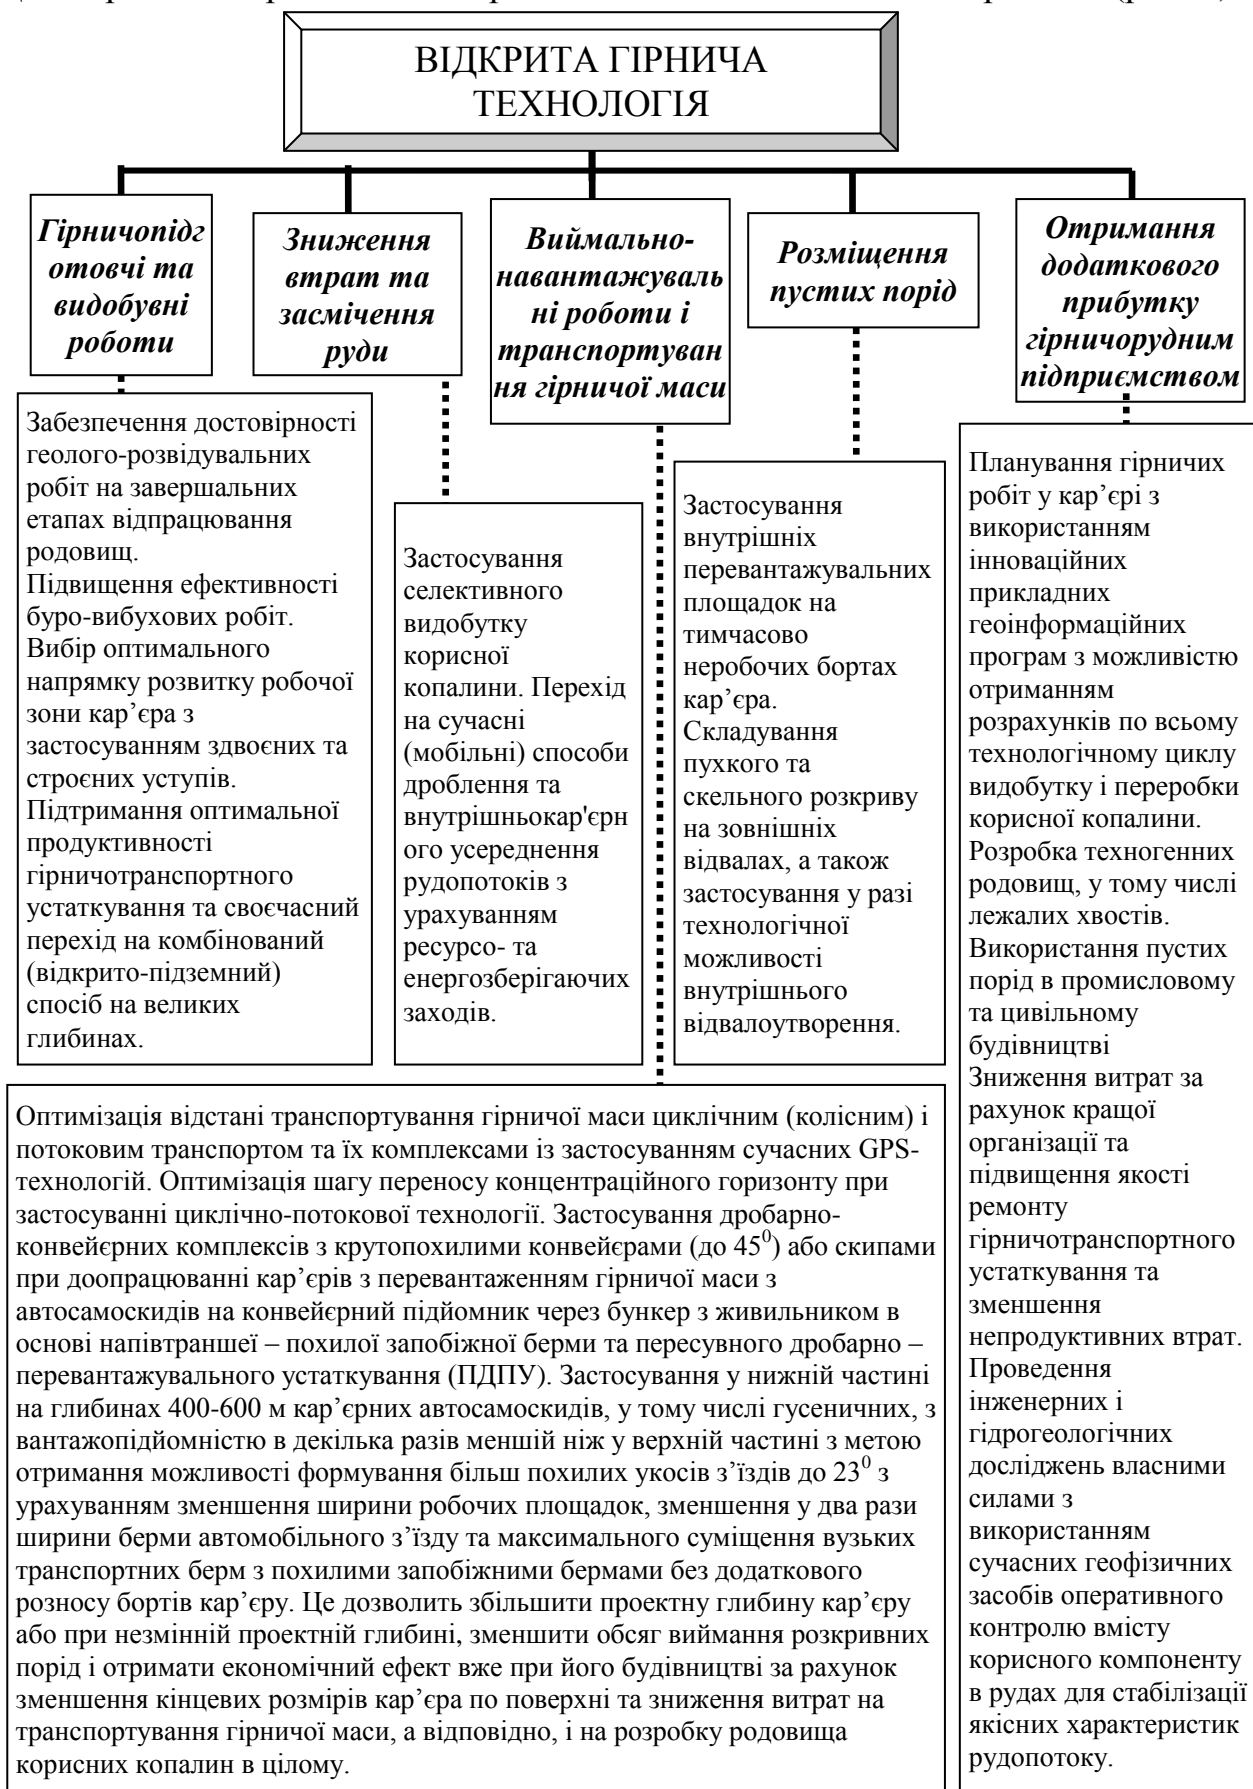 ВІДКРИТА ГІРНИЧА
ТЕХНОЛОГІЯ
Гірничопідг
отовчі та
видобувні
роботи
Зниження
втрат та
засмічення
руди
Виймально-
навантажуваль
ні роботи і
транспортуван
ня гірничої маси
Розміщення
пустих порід
Отримання
додаткового
прибутку
гірничорудним
підприємством
Забезпечення достовірності
геолого-розвідувальних
робіт на завершальних
етапах відпрацювання
родовищ.
Підвищення ефективності
буро-вибухових робіт.
Вибір оптимального
напрямку розвитку робочої
зони кар’єра з
застосуванням здвоєних та
строєних уступів.
Підтримання оптимальної
продуктивності
гірничотранспортного
устаткування та своєчасний
перехід на комбінований
(відкрито-підземний)
спосіб на великих
глибинах.
Застосування
селективного
видобутку
корисної
копалини. Перехід
на сучасні
(мобільні) способи
дроблення та
внутрішньокар'єрн
ого усереднення
рудопотоків з
урахуванням
ресурсо- та
енергозберігаючих
заходів.
Застосування
внутрішніх
перевантажувальних
площадок на
тимчасово
неробочих бортах
кар’єра.
Складування
пухкого та
скельного розкриву
на зовнішніх
відвалах, а також
застосування у разі
технологічної
можливості
внутрішнього
відвалоутворення.
Планування гірничих
робіт у кар’єрі з
використанням
інноваційних
прикладних
геоінформаційних
програм з можливістю
отриманням
розрахунків по всьому
технологічному циклу
видобутку і переробки
корисної копалини.
Розробка техногенних
родовищ, у тому числі
лежалих хвостів.
Використання пустих
порід в промисловому
та цивільному
будівництві
Зниження витрат за
рахунок кращої
організації та
підвищення якості
ремонту
гірничотранспортного
устаткування та
зменшення
непродуктивних втрат.
Проведення
інженерних і
гідрогеологічних
досліджень власними
силами з
використанням
сучасних геофізичних
засобів оперативного
контролю вмісту
корисного компоненту
в рудах для стабілізації
якісних характеристик
рудопотоку.
Оптимізація відстані транспортування гірничої маси циклічним (колісним) і
потоковим транспортом та їх комплексами із застосуванням сучасних GPS-
технологій. Оптимізація шагу переносу концентраційного горизонту при
застосуванні циклічно-потокової технології. Застосування дробарно-
конвейєрних комплексів з крутопохилими конвейєрами (до 45⁰) або скипами
при доопрацюванні кар’єрів з перевантаженням гірничої маси з
автосамоскидів на конвейєрний підйомник через бункер з живильником в
основі напівтраншеї – похилої запобіжної берми та пересувного дробарно –
перевантажувального устаткування (ПДПУ). Застосування у нижній частині
на глибинах 400-600 м кар’єрних автосамоскидів, у тому числі гусеничних, з
вантажопідйомністю в декілька разів меншій ніж у верхній частині з метою
отримання можливості формування більш похилих укосів з’їздів до 23⁰ з
урахуванням зменшення ширини робочих площадок, зменшення у два рази
ширини берми автомобільного з’їзду та максимального суміщення вузьких
транспортних берм з похилими запобіжними бермами без додаткового
розносу бортів кар’єру. Це дозволить збільшити проектну глибину кар’єру
або при незмінній проектній глибині, зменшити обсяг виймання розкривних
порід і отримати економічний ефект вже при його будівництві за рахунок
зменшення кінцевих розмірів кар’єра по поверхні та зниження витрат на
транспортування гірничої маси, а відповідно, і на розробку родовища
корисних копалин в цілому.